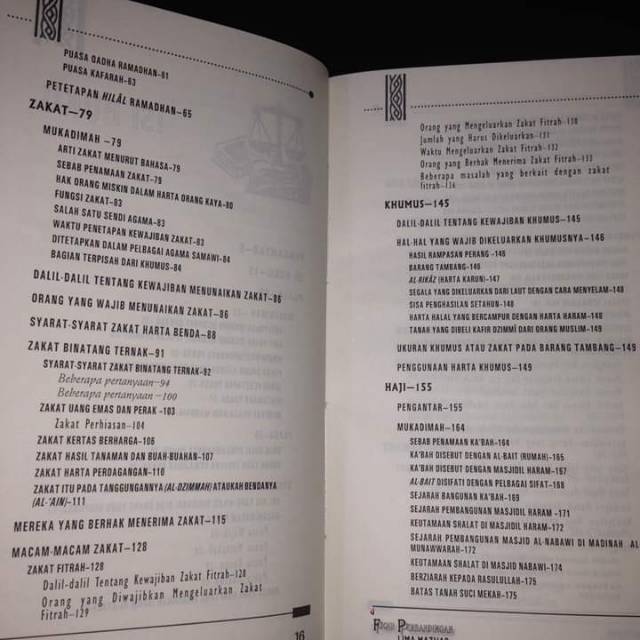 PUASA QADHA RAMADHAN—61
PUASA KAFARAH—63
PETETAPAN HILÂL RAMADHAN—65
ZAKAT—79
MUKADIMAH —79
ARTI ZAKAT MENURUT BAHASA—79
SEBAB PENAMAAN ZAKAT—79
HAK ORANG MISKIN DALAM HARTA ORANG KAYA—80
FUNGSI ZAKAT—83
SALAH SATU SENDI AGAMA—83
WAKTU PENETAPAN KEWAJIBAN ZAKAT—83
DITETAPKAN DALAM PELBAGAI AGAMA SAMAWI—84
BAGIAN TERPISAH DARI KHUMUS—84
DALIL-DALIL TENTANG KEWAJIBAN MENUNAIKAN ZAKAT—86
ORANG YANG WAJIB MENUNAIKAN ZAKAT—86
SYARAT-SYARAT ZAKAT HARTA BENDA—88
ZAKAT BINATANG TERNAK—91
SYARAT-SYARAT ZAKAT BINATANG TERNAK—92
Beberapa pertanyaan—94
Beberapa pertanyaan—100
ZAKAT UANG EMAS DAN PERAK —103
Zakat Perhiasan—104
ZAKAT KERTAS BERHARGA—106
ZAKAT HASIL TANAMAN DAN BUAH-BUAHAN—107
ZAKAT HARTA PERDAGANGAN—110
ZAKAT ITU PADA TANGGUNGANNYA (AL-DZIMMAH) ATAUKAH BENDANYA
(AL-'AIN)—111
MEREKA YANG BERHAK MENERIMA ZAKAT—115
MACAM-MACAM ZAKAT—128
ZAKAT FITRAH—128
Dalil-dalil Tentang Kewajiban Zakat Fitrah—128
Orang yang Diwajibkan Mengeluarkan Zakat
Fitrah—129
16
Orang yang Mengeluarkan Zakat Fitrah—130
Jumlah yang Harus Dikeluarkan—131
Waktu Mengeluarkan Zakat Fitrah—132
Orang yang Berhak Menerima Zakat Fitrah—133
Beberapa masalah yang berkait dengan zakat
fitrah—134
KHUMUS—145
DALIL-DALIL TENTANG KEWAJIBAN KHUMUS—145
HAL-HAL YANG WAJIB DIKELUARKAN KHUMUSNYA—146
HASIL RAMPASAN PERANG -146
BARANG TAMBANG—146
AL-RIKÂZ (HARTA KARUN)—147
SEGALA YANG DIKELUARKAN DARI LAUT DENGAN CARA MENYELAM—148
SISA PENGHASILAN SETAHUN—148
HARTA HALAL YANG BERCAMPUR DENGAN HARTA HARAM—148
TANAH YANG DIBELI KAFIR DZIMMÎ DARI ORANG MUSLIM—149
UKURAN KHUMUS ATAU ZAKAT PADA BARANG TAMBANG—149
PENGGUNAAN HARTA KHUMUS—149
HAJI—155
PENGANTAR—155
MUKADIMAH—164
SEBAB PENAMAAN KA'BAH—164
KA'BAH DISEBUT DENGAN AL-BAIT (RUMAH)—165
KA'BAH DISEBUT DENGAN MASJIDIL HARAM—167
AL-BAIT DISIFATI DENGAN PELBAGAI SIFAT—168
SEJARAH BANGUNAN KA'BAH—169
SEJARAH PEMBANGUNAN MASJIDIL HARAM —171
KEUTAMAAN SHALAT DI MASJIDIL HARAM—172
SEJARAH PEMBANGUNAN MASJID AL-NABAWI DI MADINAH AL
MUNAWWARAH—172
KEUTAMAAN SHALAT DI MASJIDIL NABAWI—174
BERZIARAH KEPADA RASULULLAH—175
BATAS TANAH SUCI MEKAH—175
FIQIH PERBANDINGAN
LIMA MAZHAB